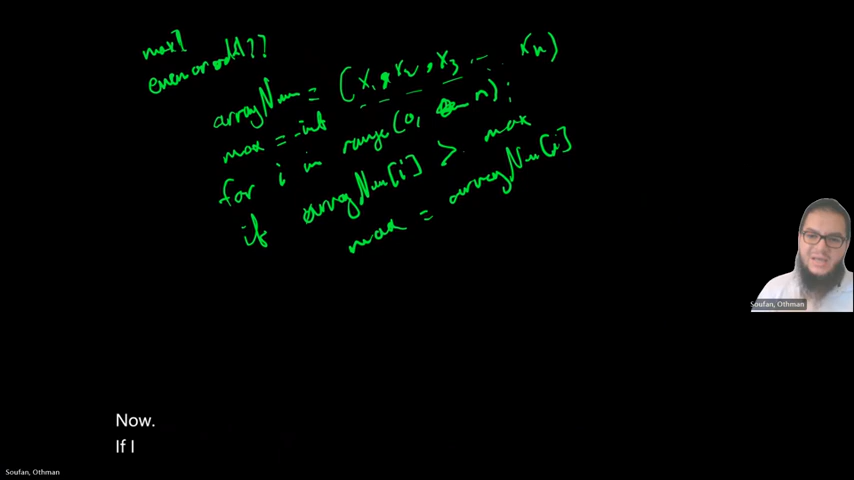 max?
even or odd??
arrayNum = (x1, x2, x3 ... xn)
max = -inf
for i in range(0, n):
if arrayNum[i] > max
max = arrayNum[i]
Soufan, Othman
Now.
If I
Soufan, Othman